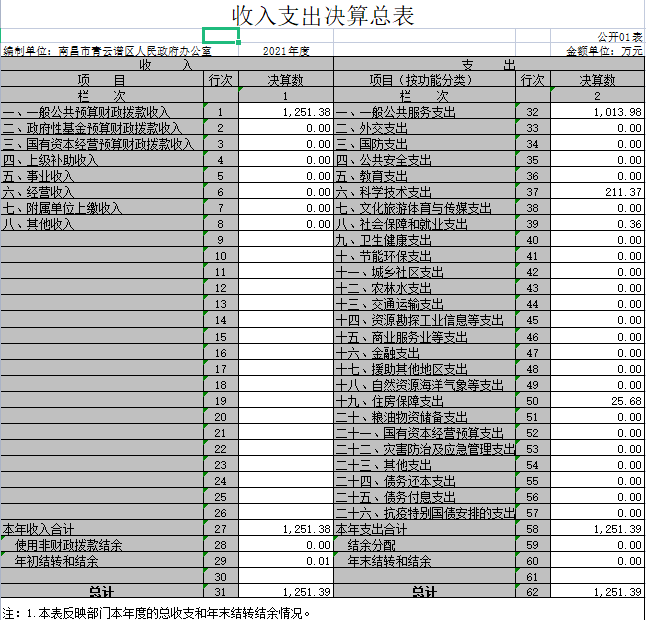 收入支出决算总表
公开01表
编制单位：南昌市青云谱区人民政府办公室 2021年度 金额单位：万元
收 入 支 出
项 目 行次 决算数 项目（按功能分类） 行次 决算数
栏 次 1 栏 次 2
一、一般公共预算财政拨款收入 1 1,251.38 一、一般公共服务支出 32 1,013.98
二、政府性基金预算财政拨款收入 2 0.00 二、外交支出 33 0.00
三、国有资本经营预算财政拨款收入 3 0.00 三、国防支出 34 0.00
四、上级补助收入 4 0.00 四、公共安全支出 35 0.00
五、事业收入 5 0.00 五、教育支出 36 0.00
六、经营收入 6 0.00 六、科学技术支出 37 211.37
七、附属单位上缴收入 7 0.00 七、文化旅游体育与传媒支出 38 0.00
八、其他收入 8 0.00 八、社会保障和就业支出 39 0.36
9 九、卫生健康支出 40 0.00
10 十、节能环保支出 41 0.00
11 十一、城乡社区支出 42 0.00
12 十二、农林水支出 43 0.00
13 十三、交通运输支出 44 0.00
14 十四、资源勘探工业信息等支出 45 0.00
15 十五、商业服务业等支出 46 0.00
16 十六、金融支出 47 0.00
17 十七、援助其他地区支出 48 0.00
18 十八、自然资源海洋气象等支出 49 0.00
19 十九、住房保障支出 50 25.68
20 二十、粮油物资储备支出 51 0.00
21 二十一、国有资本经营预算支出 52 0.00
22 二十二、灾害防治及应急管理支出 53 0.00
23 二十三、其他支出 54 0.00
24 二十四、债务还本支出 55 0.00
25 二十五、债务付息支出 56 0.00
26 二十六、抗疫特别国债安排的支出 57 0.00
本年收入合计 27 1,251.38 本年支出合计 58 1,251.39
使用非财政拨款结余 28 0.00 结余分配 59 0.00
年初结转和结余 29 0.01 年末结转和结余 60 0.00
30 61
总计 31 1,251.39 总计 62 1,251.39
注：1.本表反映部门本年度的总收支和年末结转结余情况。